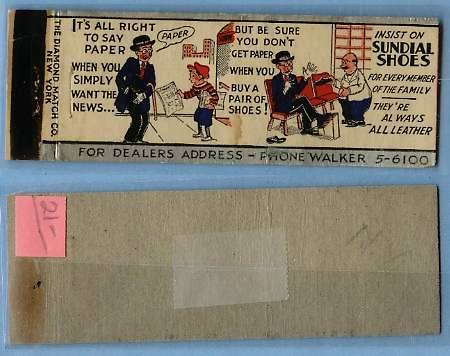 THE DIAMOND MATCH CO.
NEW YORK
IT'S ALL RIGHT
TO SAY
PAPER
WHEN YOU
SIMPLY
WANT THE
NEWS...
PAPER
BUT BE SURE
YOU DON'T
GET PAPER
WHEN YOU
BUY A
PAIR OF
SHOES!
INSIST ON
SUNDIAL
SHOES
FOR EVERY MEMBER
OF THE FAMILY
THEY'RE
ALWAYS
ALL LEATHER
FOR DEALERS ADDRESS - PHONE WALKER 5-6100